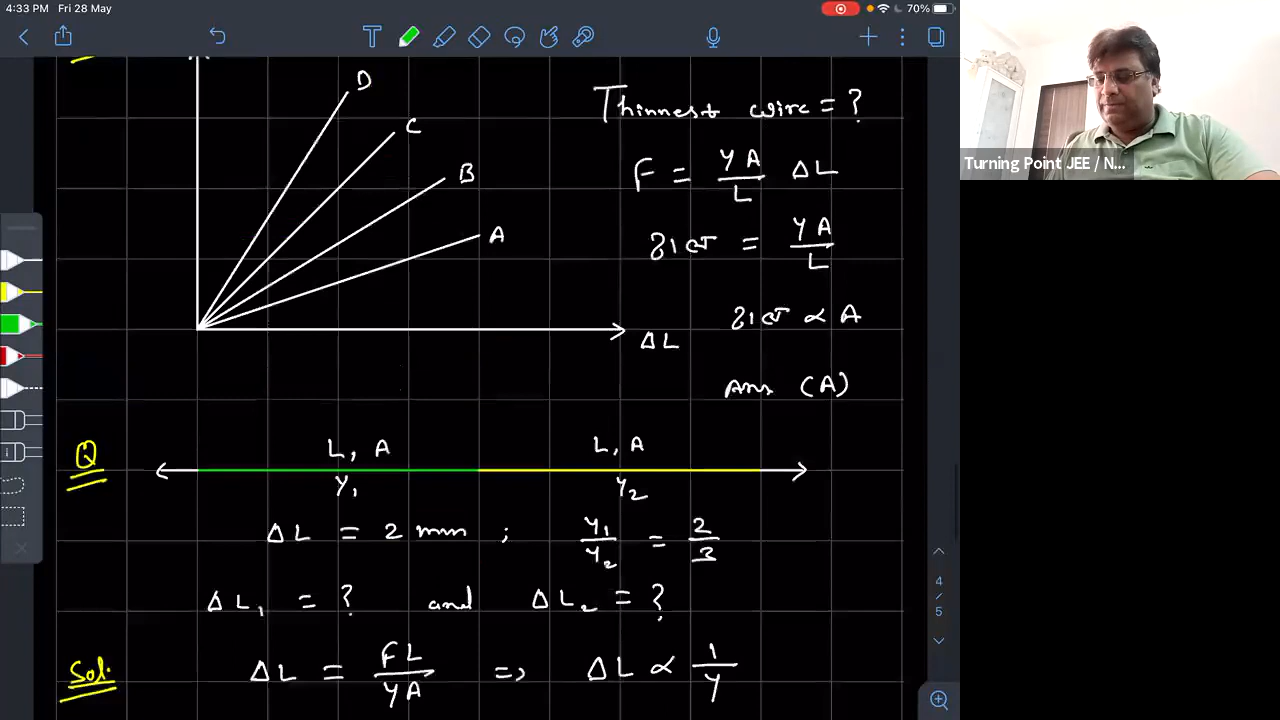 4:33 PM Fri 28 May
70%
D
C
B
A
ΔL
Thinnest wire = ?
F = YA/L ΔL
= YA/L
∝ A
Ans (A)
Turning Point JEE / N...
Q
L, A L, A
Y₁ Y₂
ΔL = 2 mm ; Y₁/Y₂ = 2/3
ΔL₁ = ? and ΔL₂ = ?
Sol. ΔL = FL/YA => ΔL ∝ 1/Y
4
/
5